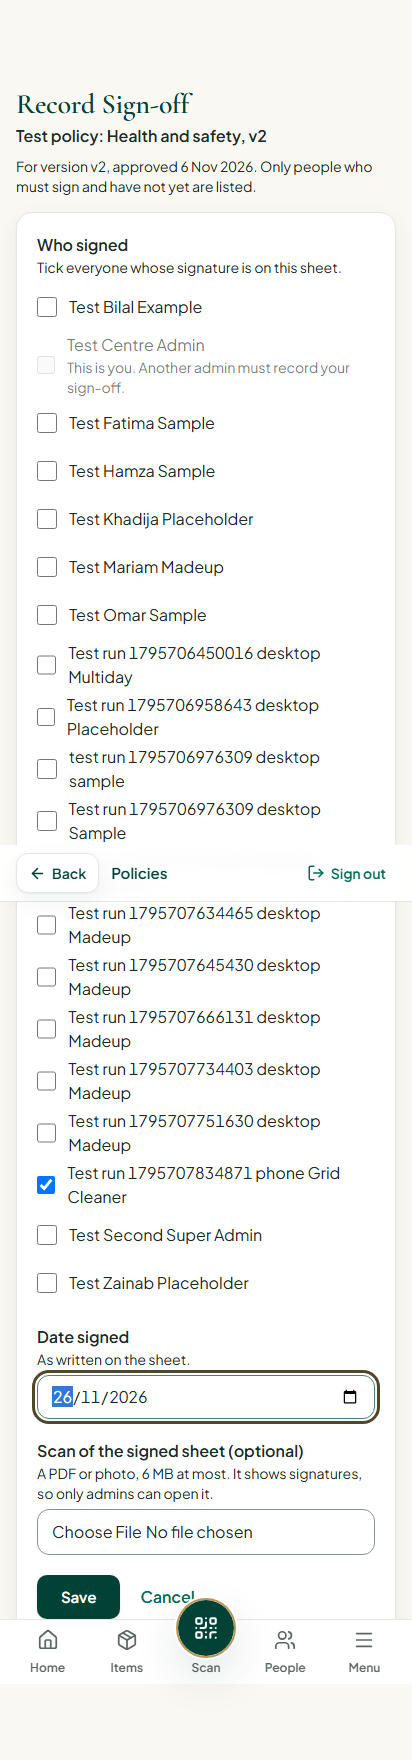 Record Sign-off
Test policy: Health and safety, v2
For version v2, approved 6 Nov 2026. Only people who
must sign and have not yet are listed.
Who signed
Tick everyone whose signature is on this sheet.
Test Bilal Example
Test Centre Admin
This is you. Another admin must record your
sign-off.
Test Fatima Sample
Test Hamza Sample
Test Khadija Placeholder
Test Mariam Madeup
Test Omar Sample
Test run 1795706450016 desktop
Multiday
Test run 1795706958643 desktop
Placeholder
test run 1795706976309 desktop
sample
Test run 1795706976309 desktop
Sample
Back
Policies
Sign out
Test run 1795707634465 desktop
Madeup
Test run 1795707645430 desktop
Madeup
Test run 1795707666131 desktop
Madeup
Test run 1795707734403 desktop
Madeup
Test run 1795707751630 desktop
Madeup
Test run 1795707834871 phone Grid
Cleaner
Test Second Super Admin
Test Zainab Placeholder
Date signed
As written on the sheet.
26/11/2026
Scan of the signed sheet (optional)
A PDF or photo, 6 MB at most. It shows signatures,
so only admins can open it.
Choose File No file chosen
Save
Cancel
Home
Items
Scan
People
Menu